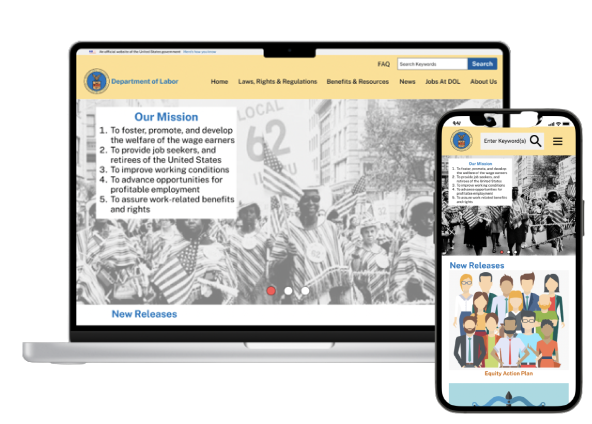 An official website of the United States government
FAQ
Search Keywords
Search
Department of Labor
Home
Laws, Rights & Regulations
Benefits & Resources
News
Jobs At DOL
About Us
Our Mission
1. To foster, promote, and develop
the welfare of the wage earners
2. To provide job seekers, and
retirees of the United States
3. To improve working conditions
4. To advance opportunities for
profitable employment
5. To assure work-related benefits
and rights
LOCAL
62
New Releases
9:41
Enter Keyword(s)
Our Mission
1. To foster, promote, and develop
the welfare of the wage earners
2. To provide job seekers, and
retirees of the United States
3. To improve working conditions
4. To advance opportunities for
profitable employment
5. To assure work-related benefits
and rights
New Releases
Equity Action Plan